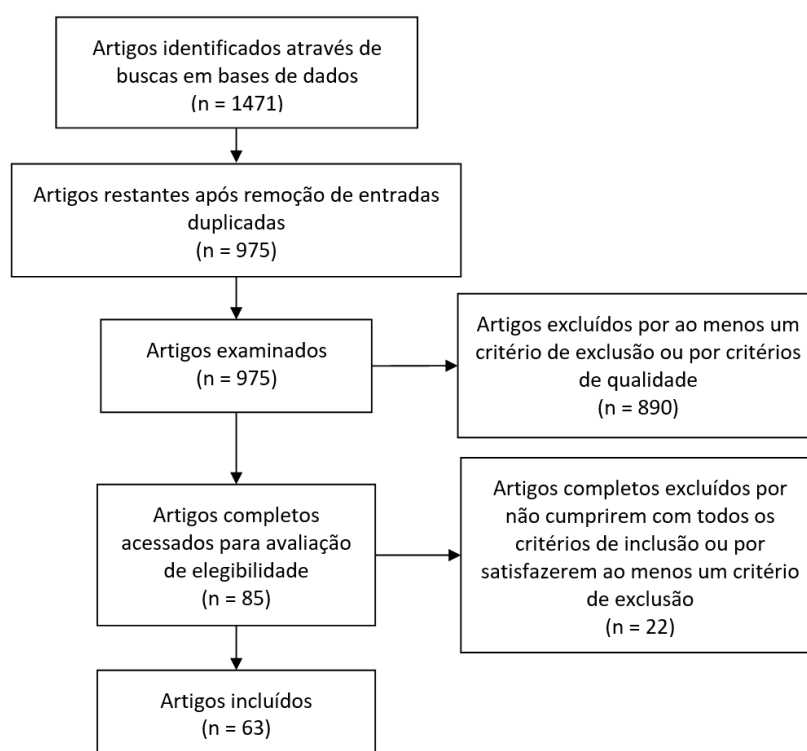 Artigos identificados através de
buscas em bases de dados
(n = 1471)
Artigos restantes após remoção de entradas
duplicadas
(n = 975)
Artigos examinados
(n = 975)
Artigos excluídos por ao menos um
critério de exclusão ou por critérios
de qualidade
(n = 890)
Artigos completos
acessados para avaliação
de elegibilidade
(n = 85)
Artigos completos excluídos por
não cumprirem com todos os
critérios de inclusão ou por
satisfazerem ao menos um critério
de exclusão
(n = 22)
Artigos incluídos
(n = 63)